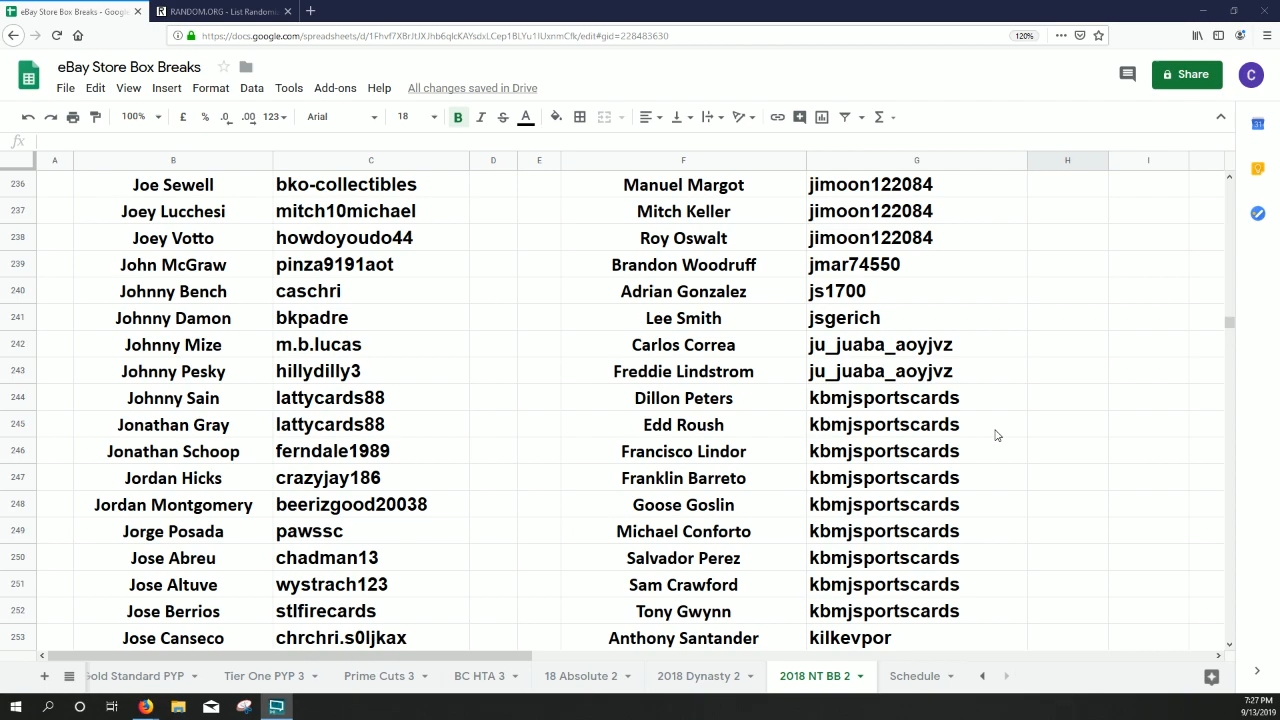 eBay Store Box Breaks - Google
RANDOM.ORG - List Randomi
https://docs.google.com/spreadsheets/d/
120%
eBay Store Box Breaks
File Edit View Insert Format Data Tools Add-ons Help All changes saved in Drive
Share
C
100% £ % .0 .00 123 Arial 18 B I S A
fx
A B C D E F G H I
236 Joe Sewell bko-collectibles Manuel Margot jimoon122084
237 Joey Lucchesi mitch10michael Mitch Keller jimoon122084
238 Joey Votto howdoyoudo44 Roy Oswalt jimoon122084
239 John McGraw pinza9191aot Brandon Woodruff jmar74550
240 Johnny Bench caschri Adrian Gonzalez js1700
241 Johnny Damon bkpadre Lee Smith jsgerich
242 Johnny Mize m.b.lucas Carlos Correa ju_juaba_aoyjvz
243 Johnny Pesky hillydilly3 Freddie Lindstrom ju_juaba_aoyjvz
244 Johnny Sain lattycards88 Dillon Peters kbmjsportscards
245 Jonathan Gray lattycards88 Edd Roush kbmjsportscards
246 Jonathan Schoop ferndale1989 Francisco Lindor kbmjsportscards
247 Jordan Hicks crazyjay186 Franklin Barreto kbmjsportscards
248 Jordan Montgomery beerizgood20038 Goose Goslin kbmjsportscards
249 Jorge Posada pawssc Michael Conforto kbmjsportscards
250 Jose Abreu chadman13 Salvador Perez kbmjsportscards
251 Jose Altuve wystrach123 Sam Crawford kbmjsportscards
252 Jose Berrios stlfirecards Tony Gwynn kbmjsportscards
253 Jose Canseco chrchri.s0ljkax Anthony Santander kilkevpor
Gold Standard PYP Tier One PYP 3 Prime Cuts 3 BC HTA 3 18 Absolute 2 2018 Dynasty 2 2018 NT BB 2 Schedule
7:27 PM
9/13/2019